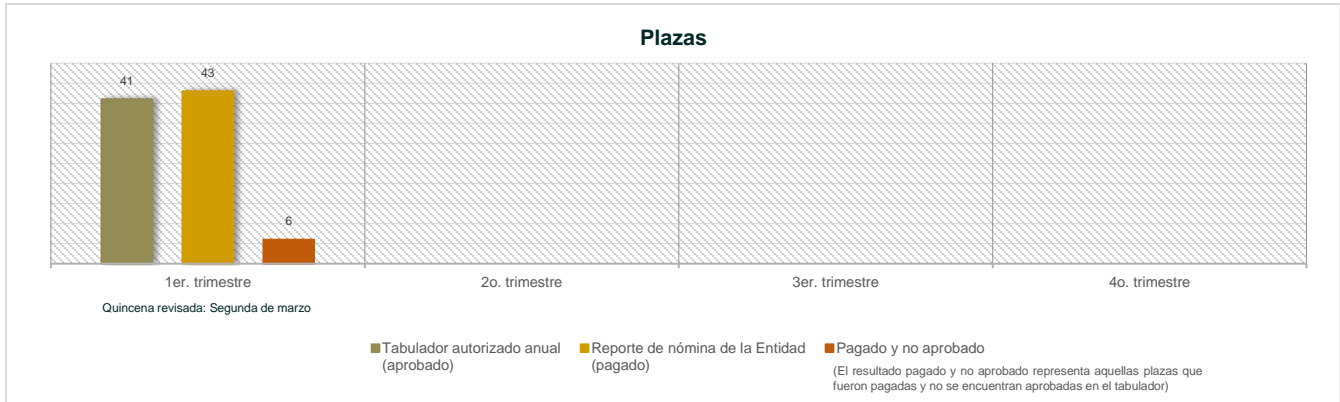 Plazas
41
43
6
1er. trimestre
2o. trimestre
3er. trimestre
4o. trimestre
Quincena revisada: Segunda de marzo
Tabulador autorizado anual
(aprobado)
Reporte de nómina de la Entidad
(pagado)
Pagado y no aprobado
(El resultado pagado y no aprobado representa aquellas plazas que
fueron pagadas y no se encuentran aprobadas en el tabulador)